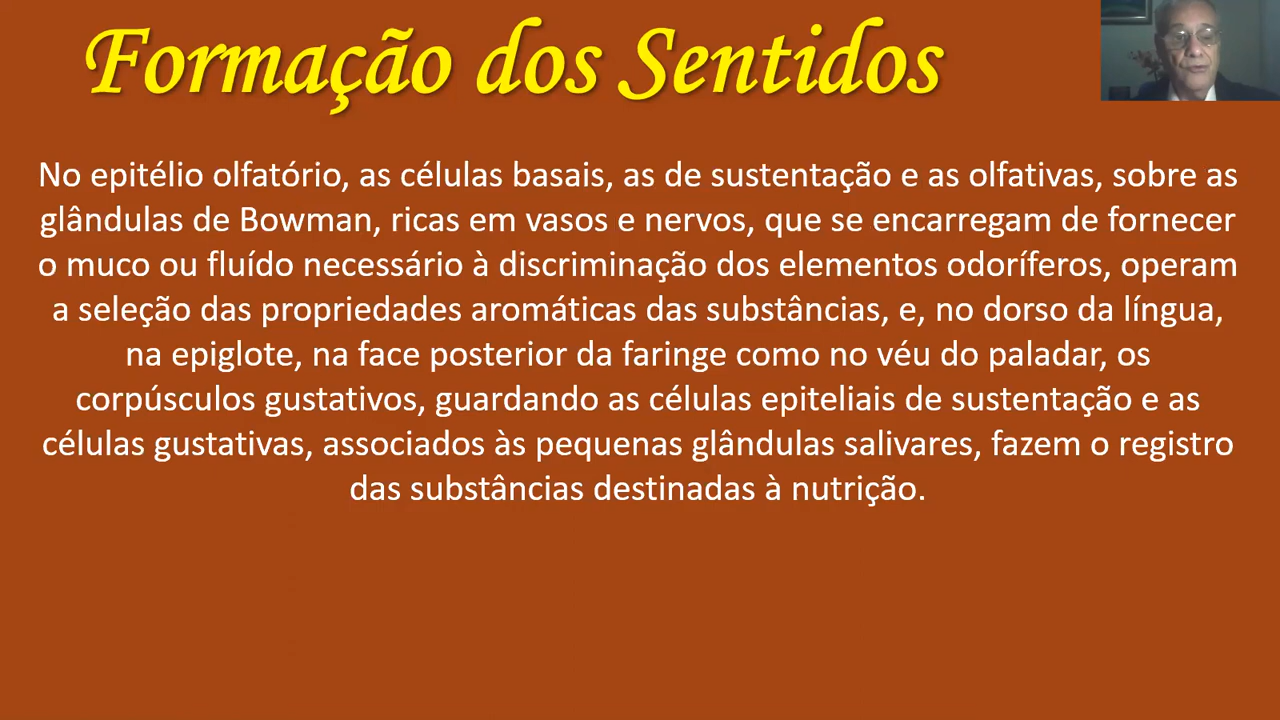 Formação dos Sentidos
No epitélio olfatório, as células basais, as de sustentação e as olfativas, sobre as
glândulas de Bowman, ricas em vasos e nervos, que se encarregam de fornecer
o muco ou fluído necessário à discriminação dos elementos odoríferos, operam
a seleção das propriedades aromáticas das substâncias, e, no dorso da língua,
na epiglote, na face posterior da faringe como no véu do paladar, os
corpúsculos gustativos, guardando as células epiteliais de sustentação e as
células gustativas, associados às pequenas glândulas salivares, fazem o registro
das substâncias destinadas à nutrição.